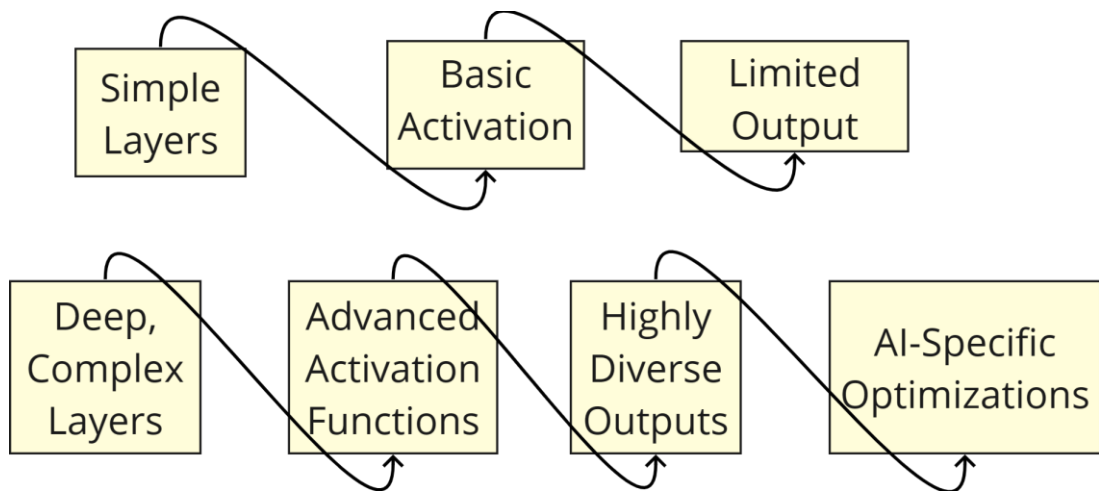 Simple
Layers
Basic
Activation
Limited
Output
Deep,
Complex
Layers
Advanced
Activation
Functions
Highly
Diverse
Outputs
AI-Specific
Optimizations